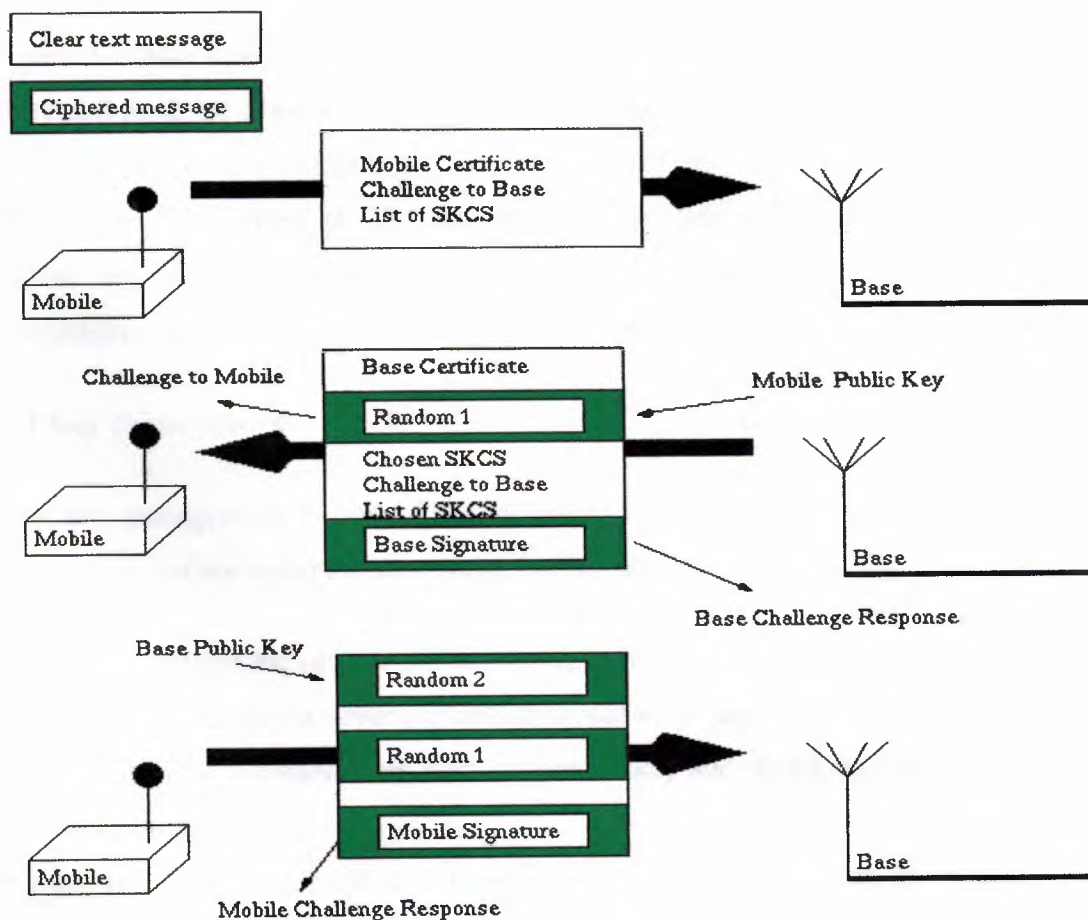 Clear text message
Ciphered message
Mobile Certificate
Challenge to Base
List of SKCS
Mobile
Base
Challenge to Mobile
Base Certificate
Mobile Public Key
Random 1
Chosen SKCS
Challenge to Base
List of SKCS
Base Signature
Mobile
Base
Base Challenge Response
Base Public Key
Random 2
Random 1
Mobile Signature
Mobile
Base
Mobile Challenge Response